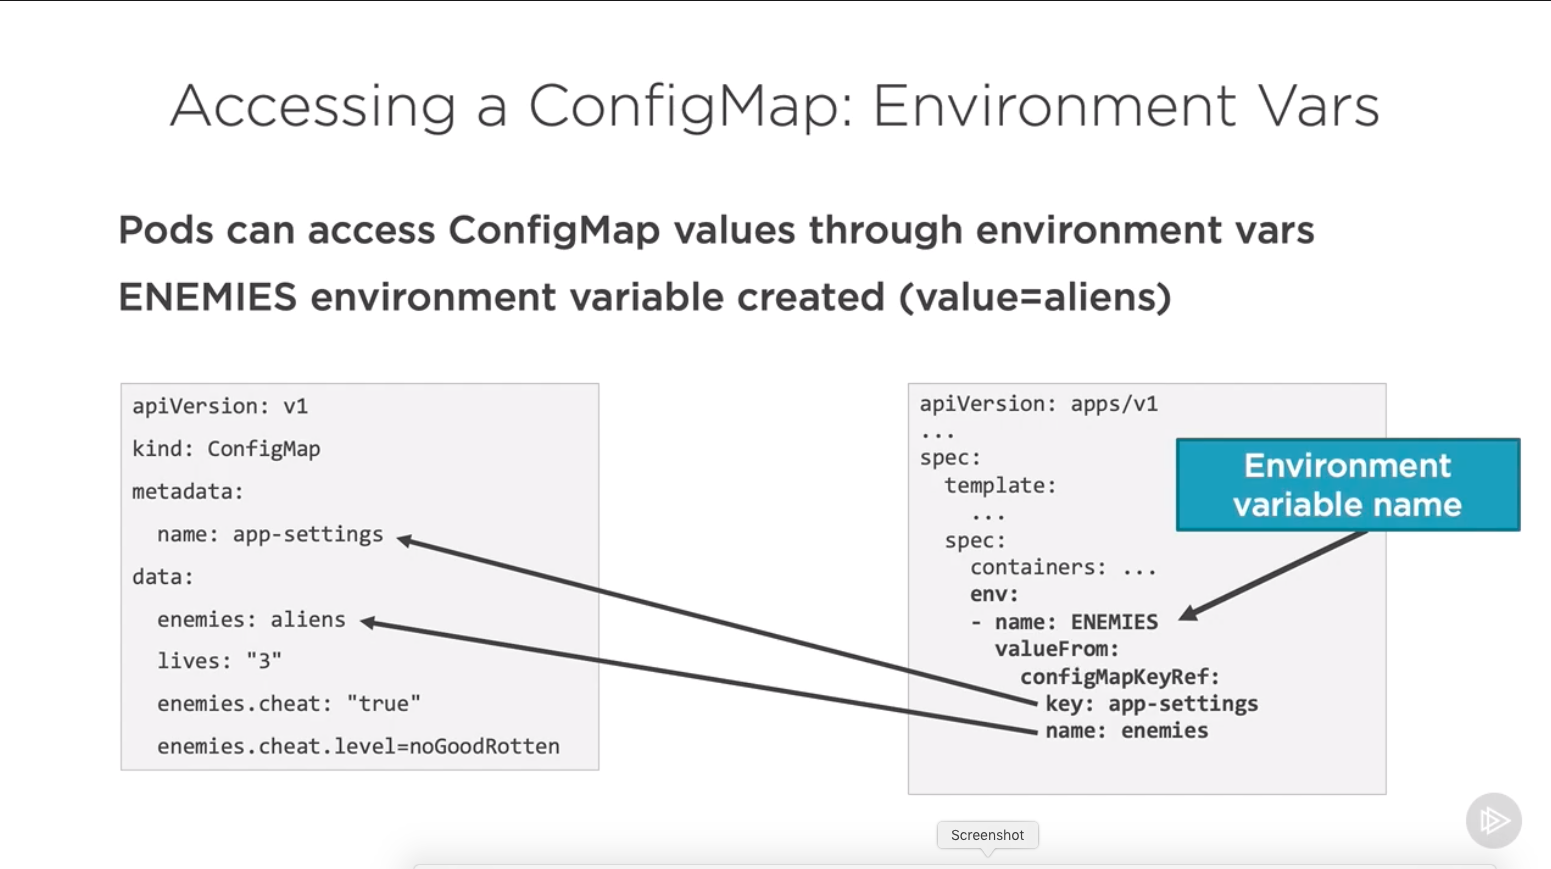 Accessing a ConfigMap: Environment Vars
Pods can access ConfigMap values through environment vars
ENEMIES environment variable created (value=aliens)
apiVersion: v1
kind: ConfigMap
metadata:
  name: app-settings
data:
  enemies: aliens
  lives: "3"
  enemies.cheat: "true"
  enemies.cheat.level=noGoodRotten
apiVersion: apps/v1
...
spec:
  template:
    ...
  spec:
    containers: ...
    env:
    - name: ENEMIES
      valueFrom:
        configMapKeyRef:
          key: app-settings
          name: enemies
Environment
variable name
Screenshot